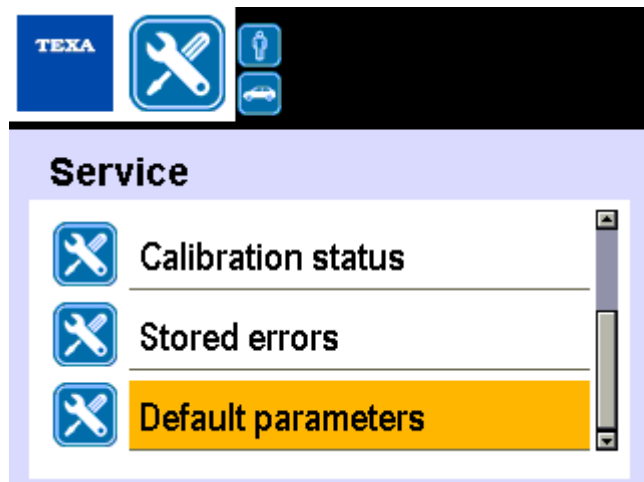 TEXA
Service
Calibration status
Stored errors
Default parameters